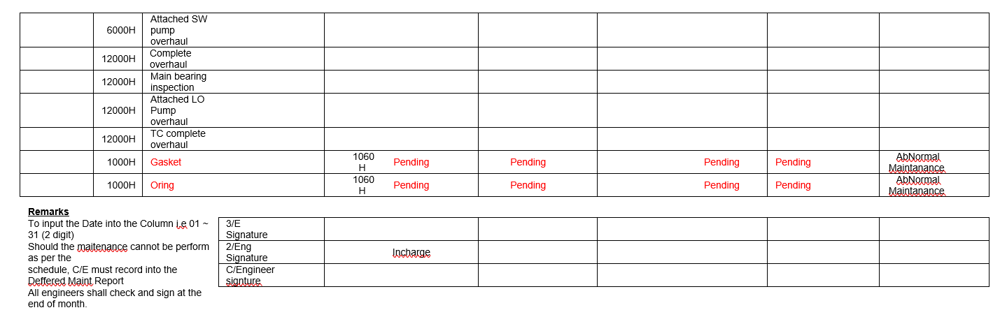 6000H
Attached SW
pump
overhaul
12000H
Complete
overhaul
12000H
Main bearing
inspection
12000H
Attached LO
Pump
overhaul
12000H
TC complete
overhaul
1000H Gasket 1060 H Pending Pending Pending Pending AbNormal
Maintanance
1000H Oring 1060 H Pending Pending Pending Pending AbNormal
Maintanance
Remarks
To input the Date into the Column i.e 01 ~
31 (2 digit)
Should the maitenance cannot be perform
as per the
schedule, C/E must record into the
Deffered Maint Report
All engineers shall check and sign at the
end of month.
3/E
Signature
2/Eng
Signature
Incharge
C/Engineer
signture